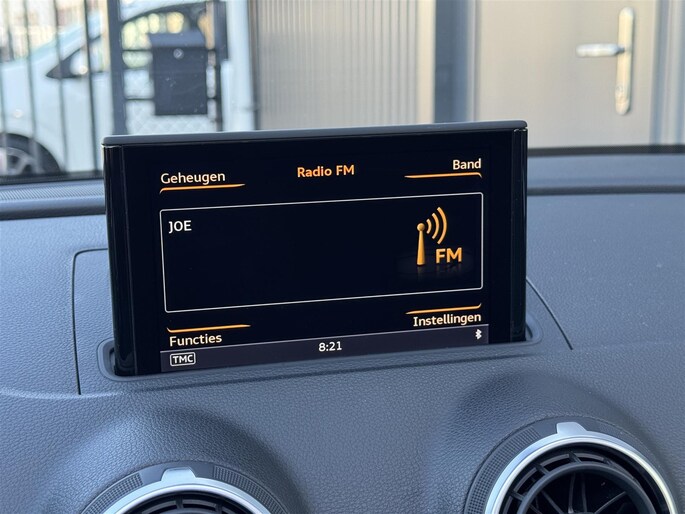 Geheugen
Radio FM
Band
JOE
FM
Functies
Instellingen
TMC
8:21